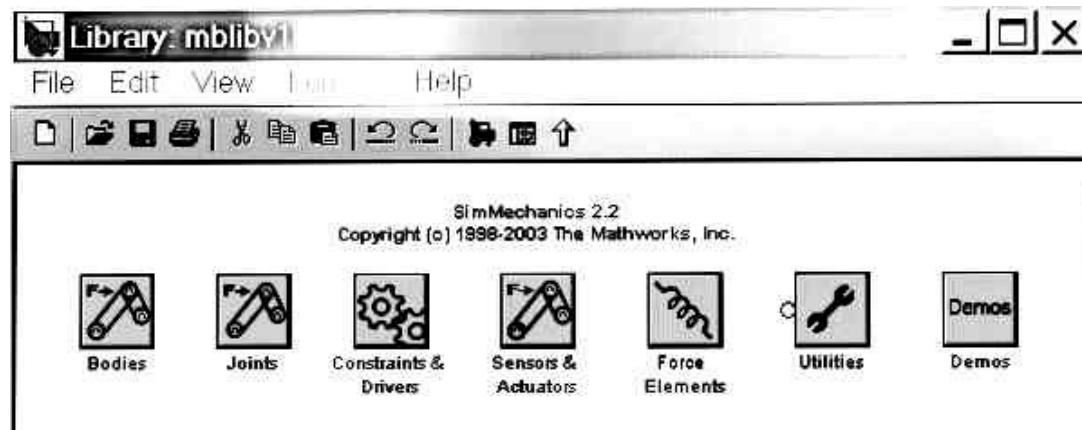 Library: mbliby1
File Edit View Help
SimMechanics 2.2
Copyright (c) 1998-2003 The Mathworks, Inc.
F F F Demos
Bodies Joints Constraints & Drivers Sensors & Actuators Force Elements Utilities Demos